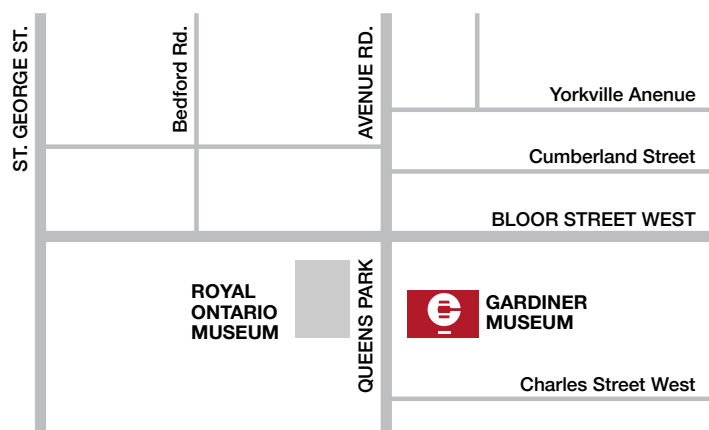 ST. GEORGE ST.
Bedford Rd.
AVENUE RD.
Yorkville Anenue
Cumberland Street
BLOOR STREET WEST
ROYAL
ONTARIO
MUSEUM
QUEENS PARK
GARDINER
MUSEUM
Charles Street West